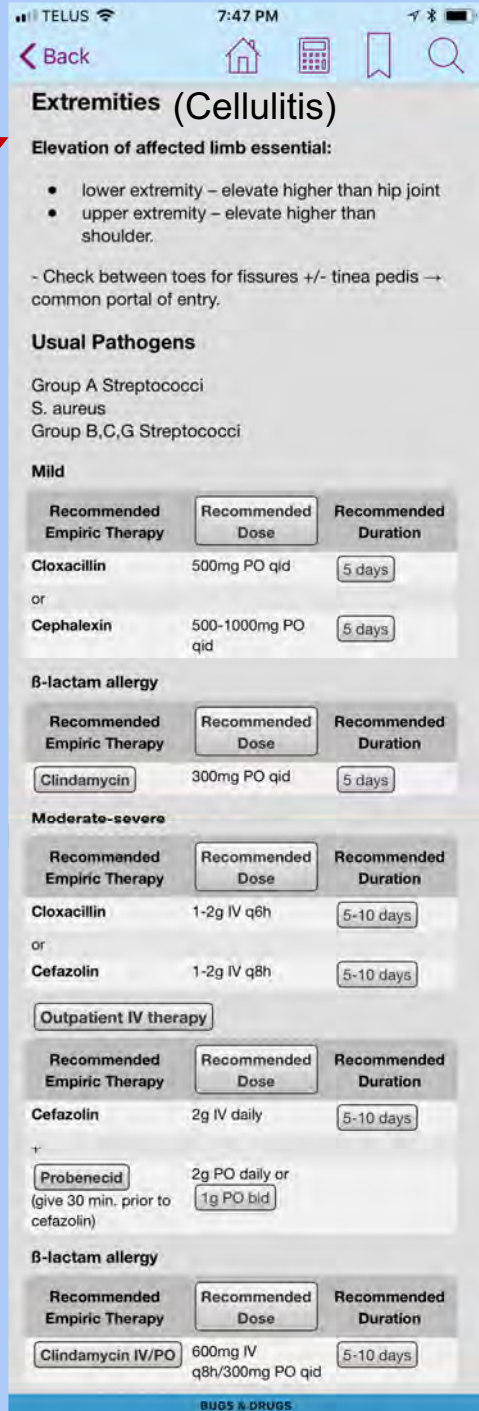 TELUS 7:47 PM
Back
Extremities (Cellulitis)
Elevation of affected limb essential:
• lower extremity – elevate higher than hip joint
• upper extremity – elevate higher than
shoulder.
- Check between toes for fissures +/- tinea pedis →
common portal of entry.
Usual Pathogens
Group A Streptococci
S. aureus
Group B,C,G Streptococci
Mild
Recommended Recommended Recommended
Empiric Therapy Dose Duration
Cloxacillin 500mg PO qid 5 days
or
Cephalexin 500-1000mg PO 5 days
qid
ß-lactam allergy
Recommended Recommended Recommended
Empiric Therapy Dose Duration
Clindamycin 300mg PO qid 5 days
Moderate-severe
Recommended Recommended Recommended
Empiric Therapy Dose Duration
Cloxacillin 1-2g IV q6h 5-10 days
or
Cefazolin 1-2g IV q8h 5-10 days
Outpatient IV therapy
Recommended Recommended Recommended
Empiric Therapy Dose Duration
Cefazolin 2g IV daily 5-10 days
+
Probenecid 2g PO daily or
(give 30 min. prior to 1g PO bid
cefazolin)
ß-lactam allergy
Recommended Recommended Recommended
Empiric Therapy Dose Duration
Clindamycin IV/PO 600mg IV 5-10 days
q8h/300mg PO qid
BUGS & DRUGS